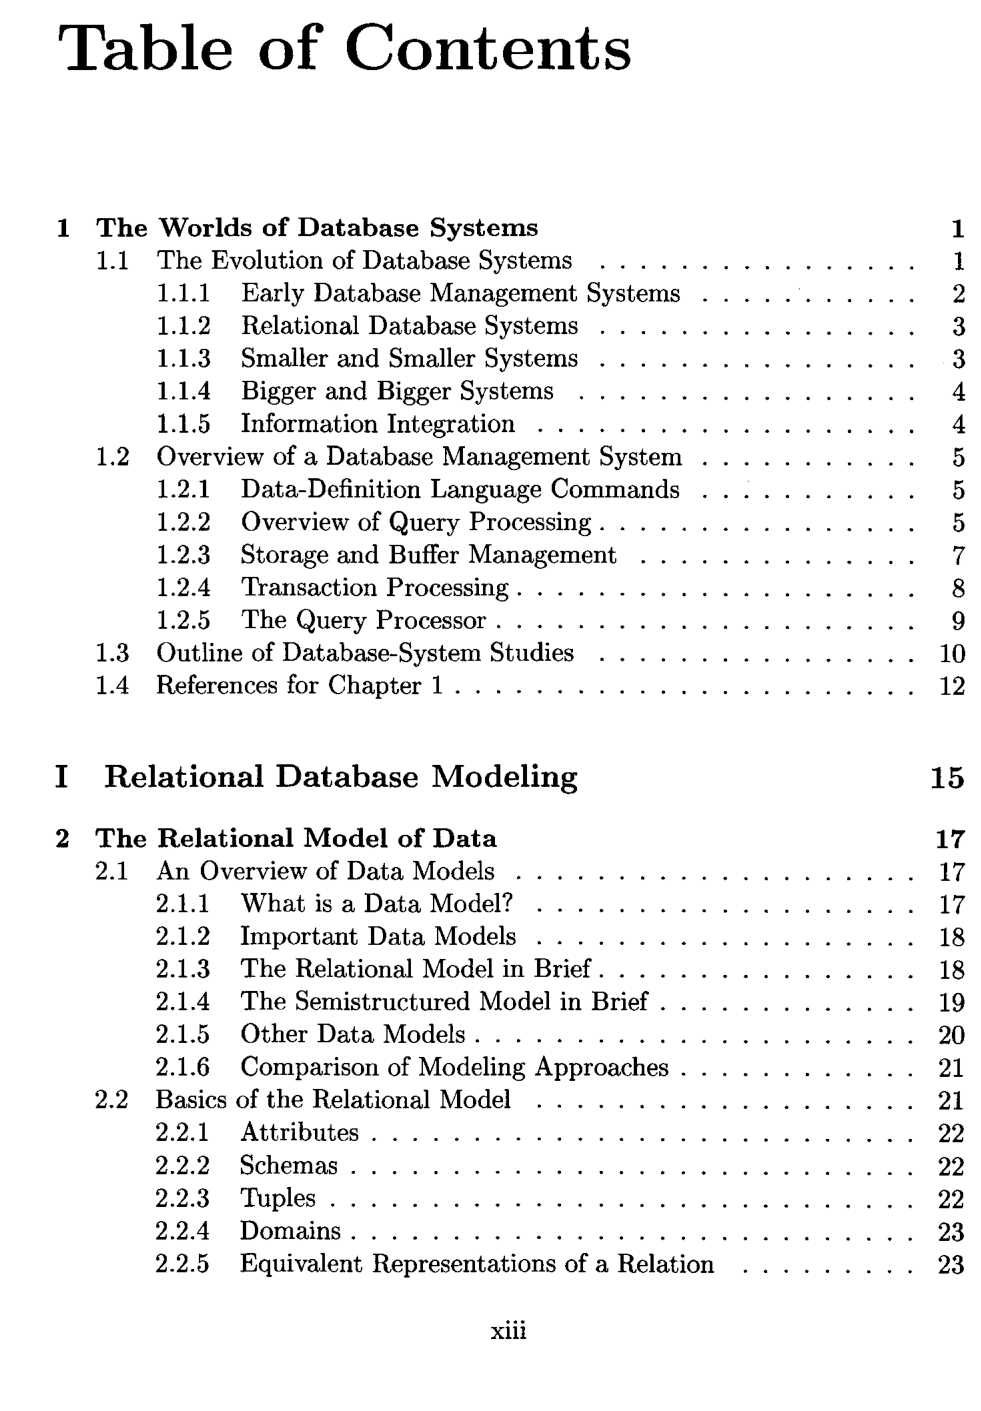 Table of Contents
1 The Worlds of Database Systems 1
1.1 The Evolution of Database Systems . . . . . . . . . . . . . . . . 1
1.1.1 Early Database Management Systems . . . . . . . . . . . 2
1.1.2 Relational Database Systems . . . . . . . . . . . . . . . . 3
1.1.3 Smaller and Smaller Systems . . . . . . . . . . . . . . . . 3
1.1.4 Bigger and Bigger Systems . . . . . . . . . . . . . . . . . 4
1.1.5 Information Integration . . . . . . . . . . . . . . . . . . . 4
1.2 Overview of a Database Management System . . . . . . . . . . . 5
1.2.1 Data-Definition Language Commands . . . . . . . . . . . 5
1.2.2 Overview of Query Processing . . . . . . . . . . . . . . . . 5
1.2.3 Storage and Buffer Management . . . . . . . . . . . . . . 7
1.2.4 Transaction Processing . . . . . . . . . . . . . . . . . . . . 8
1.2.5 The Query Processor . . . . . . . . . . . . . . . . . . . . . 9
1.3 Outline of Database-System Studies . . . . . . . . . . . . . . . . 10
1.4 References for Chapter 1 . . . . . . . . . . . . . . . . . . . . . . . 12
I Relational Database Modeling 15
2 The Relational Model of Data 17
2.1 An Overview of Data Models . . . . . . . . . . . . . . . . . . . . 17
2.1.1 What is a Data Model? . . . . . . . . . . . . . . . . . . . 17
2.1.2 Important Data Models . . . . . . . . . . . . . . . . . . . 18
2.1.3 The Relational Model in Brief . . . . . . . . . . . . . . . . 18
2.1.4 The Semistructured Model in Brief . . . . . . . . . . . . . 19
2.1.5 Other Data Models . . . . . . . . . . . . . . . . . . . . . . 20
2.1.6 Comparison of Modeling Approaches . . . . . . . . . . . . 21
2.2 Basics of the Relational Model . . . . . . . . . . . . . . . . . . . 21
2.2.1 Attributes . . . . . . . . . . . . . . . . . . . . . . . . . . . 22
2.2.2 Schemas . . . . . . . . . . . . . . . . . . . . . . . . . . . . 22
2.2.3 Tuples . . . . . . . . . . . . . . . . . . . . . . . . . . . . . 22
2.2.4 Domains . . . . . . . . . . . . . . . . . . . . . . . . . . . . 23
2.2.5 Equivalent Representations of a Relation . . . . . . . . . 23
xiii